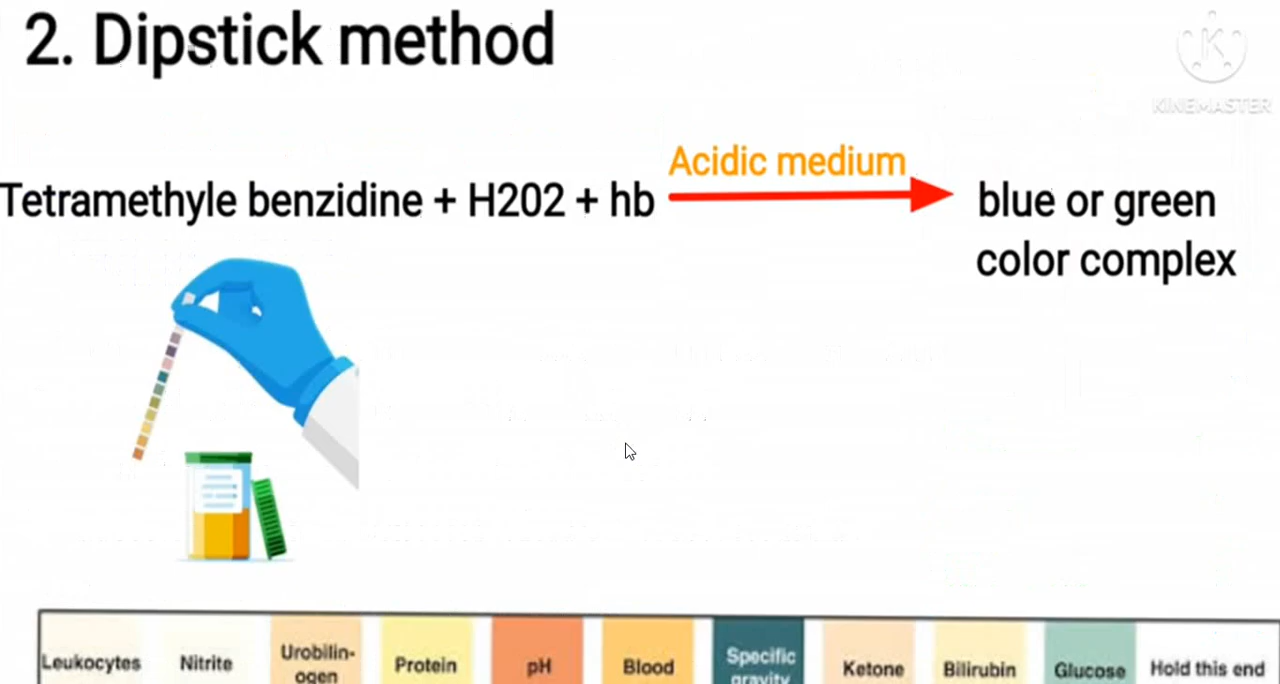 2. Dipstick method
KINEMASTER
Acidic medium
Tetramethyle benzidine + H202 + hb
blue or green
color complex
Leukocytes
Nitrite
Urobilin-
ogen
Protein
pH
Blood
Specific
gravity
Ketone
Bilirubin
Glucose
Hold this end